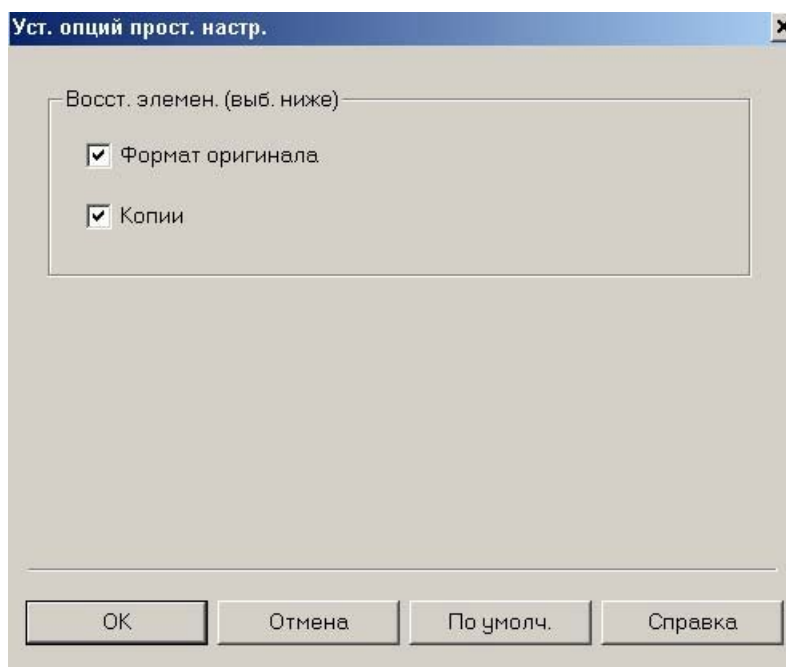 Уст. опций прост. настр.
Восст. элемен. (выб. ниже)
Формат оригинала
Копии
OK Отмена По умолч. Справка